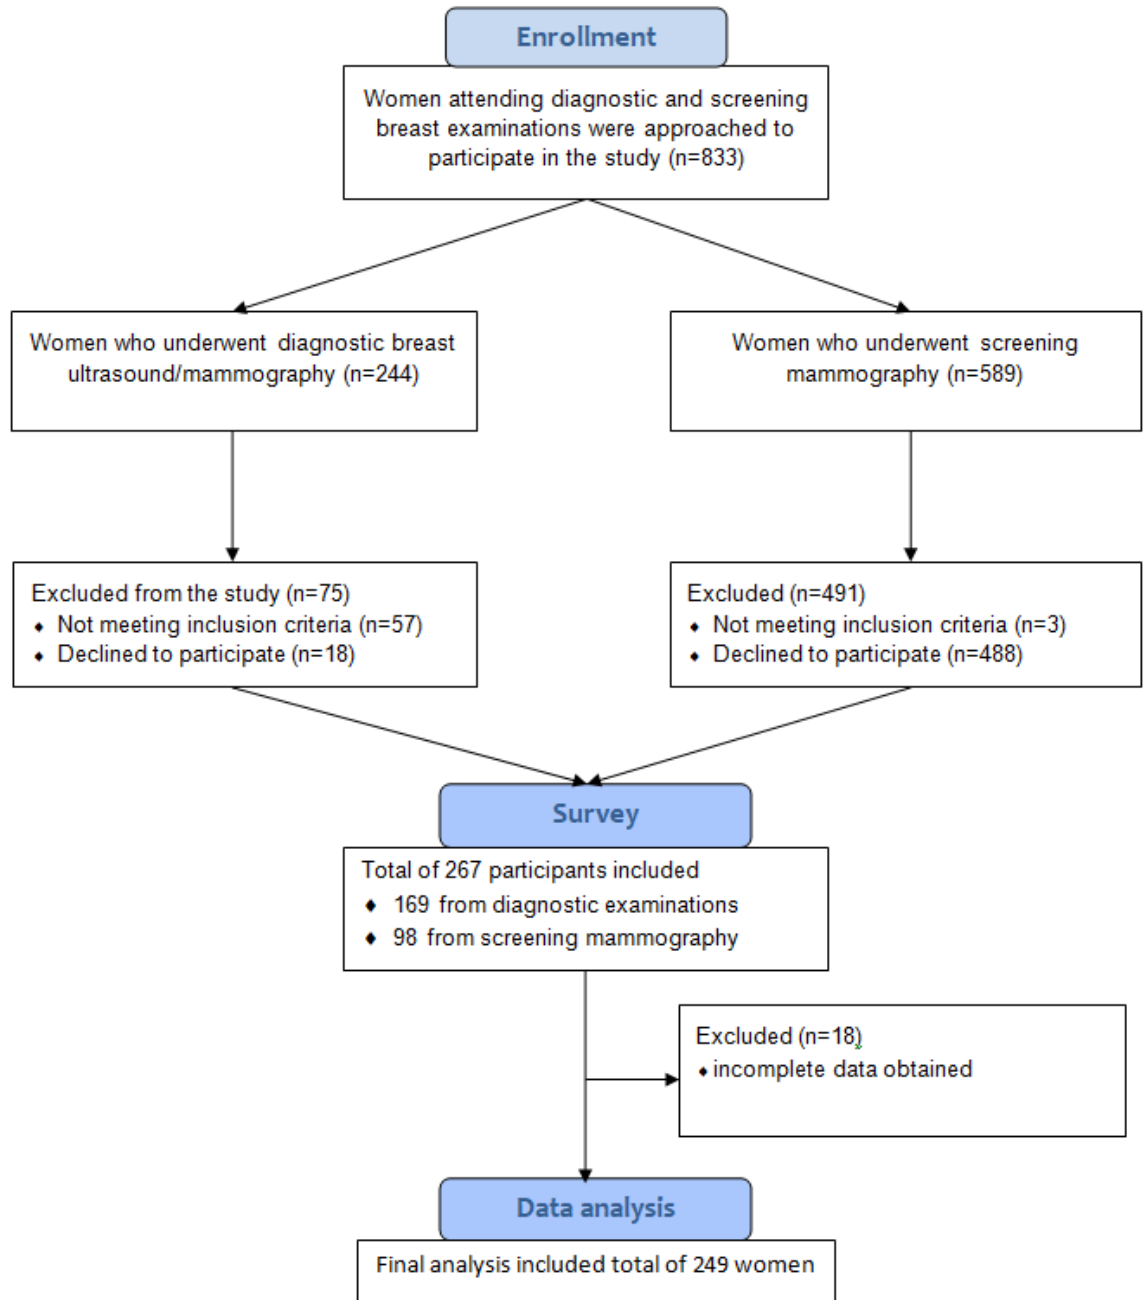 Enrollment
Women attending diagnostic and screening
breast examinations were approached to
participate in the study (n=833)
Women who underwent diagnostic breast
ultrasound/mammography (n=244)
Women who underwent screening
mammography (n=589)
Excluded from the study (n=75)
⬧ Not meeting inclusion criteria (n=57)
⬧ Declined to participate (n=18)
Excluded (n=491)
⬧ Not meeting inclusion criteria (n=3)
⬧ Declined to participate (n=488)
Survey
Total of 267 participants included
⬧ 169 from diagnostic examinations
⬧ 98 from screening mammography
Excluded (n=18)
⬧ incomplete data obtained
Data analysis
Final analysis included total of 249 women